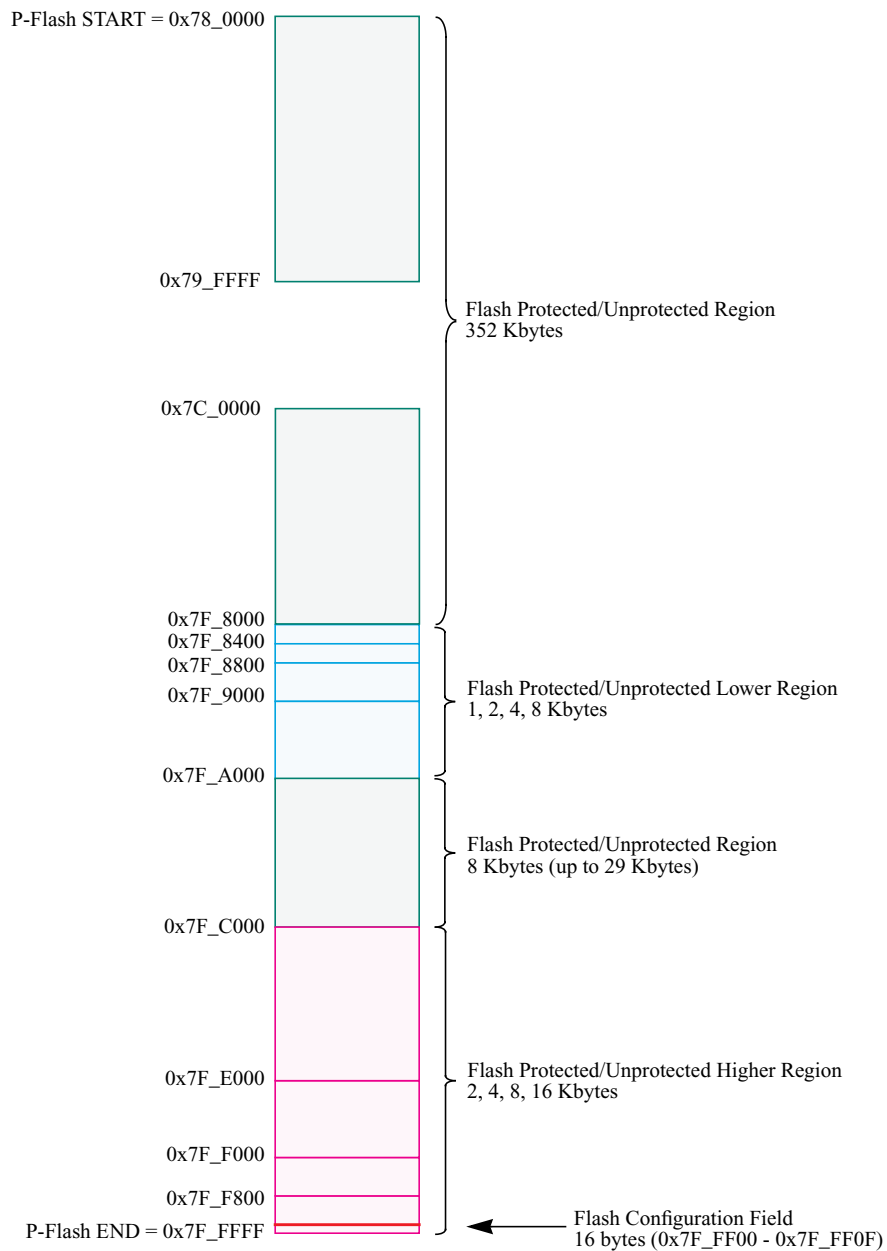 P-Flash START = 0x78_0000
0x79_FFFF
Flash Protected/Unprotected Region
352 Kbytes
0x7C_0000
0x7F_8000
0x7F_8400
0x7F_8800
0x7F_9000
Flash Protected/Unprotected Lower Region
1, 2, 4, 8 Kbytes
0x7F_A000
Flash Protected/Unprotected Region
8 Kbytes (up to 29 Kbytes)
0x7F_C000
0x7F_E000
Flash Protected/Unprotected Higher Region
2, 4, 8, 16 Kbytes
0x7F_F000
0x7F_F800
P-Flash END = 0x7F_FFFF
Flash Configuration Field
16 bytes (0x7F_FF00 - 0x7F_FF0F)